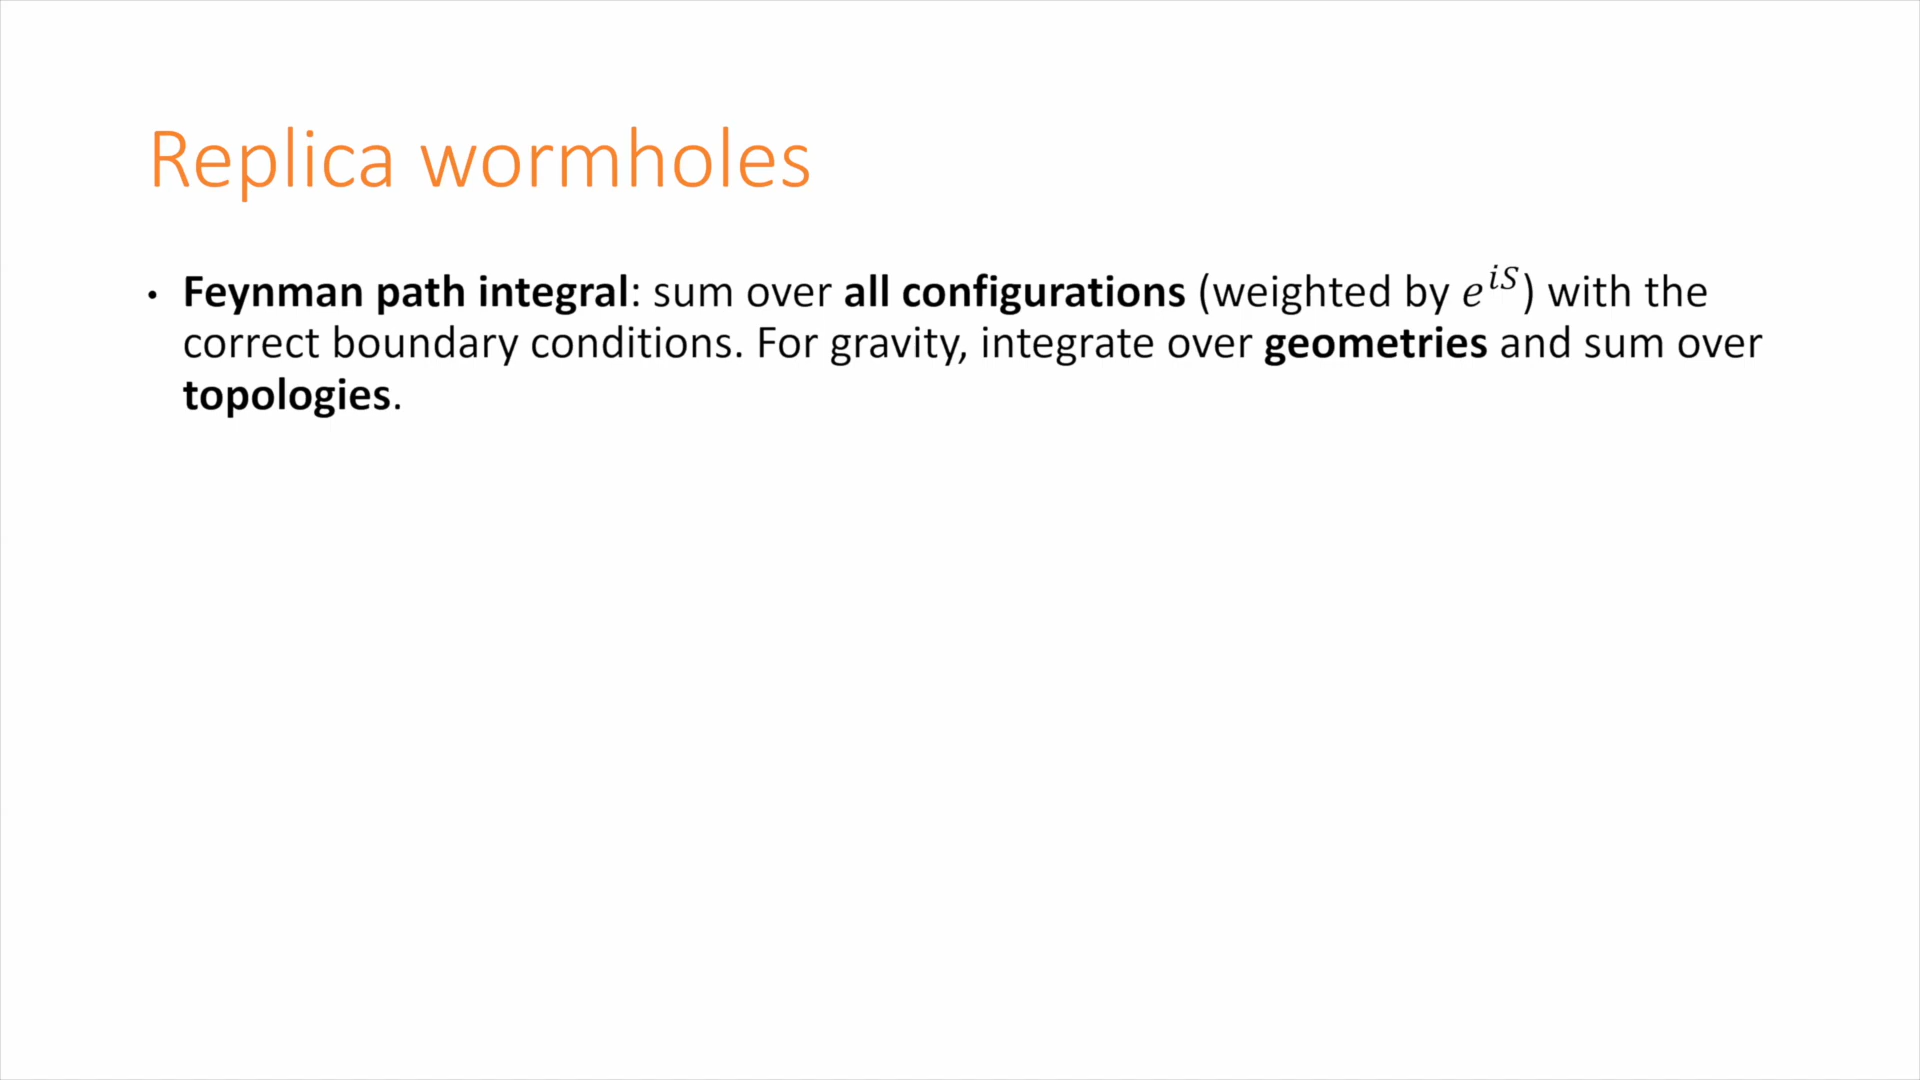 Replica wormholes
• Feynman path integral: sum over all configurations (weighted by $e^{iS}$) with the
correct boundary conditions. For gravity, integrate over geometries and sum over
topologies.